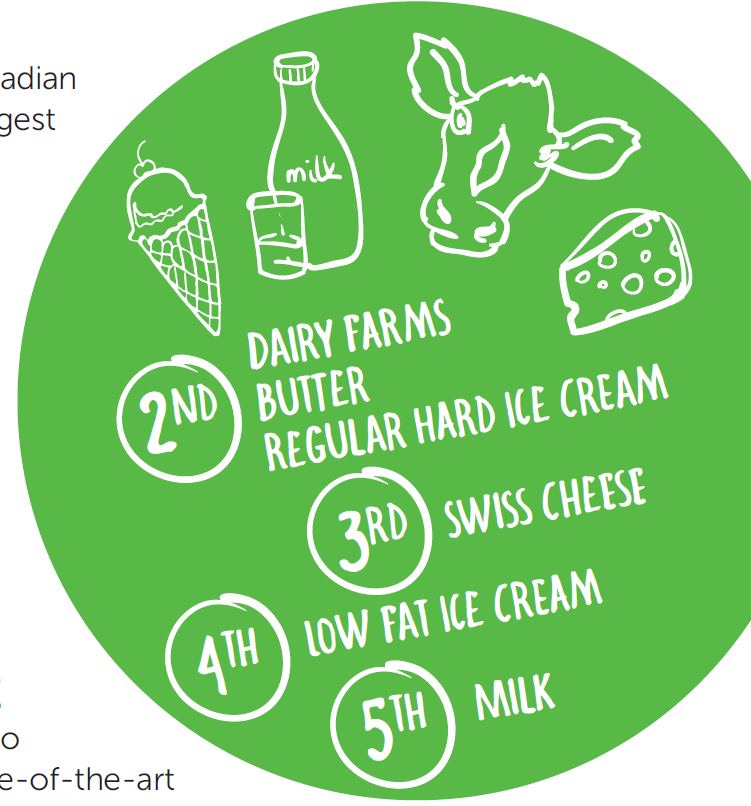 adian
gest
milk
DAIRY FARMS
2ND
BUTTER
REGULAR HARD ICE CREAM
3RD SWISS CHEESE
4TH LOW FAT ICE CREAM
5TH MILK
o
e-of-the-art